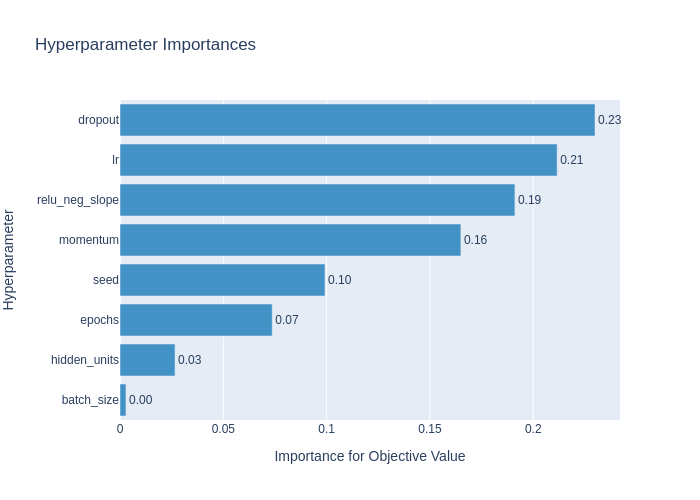 Hyperparameter Importances
dropout 0.23
lr 0.21
relu_neg_slope 0.19
momentum 0.16
seed 0.10
epochs 0.07
hidden_units 0.03
batch_size 0.00
0 0.05 0.1 0.15 0.2
Importance for Objective Value
Hyperparameter